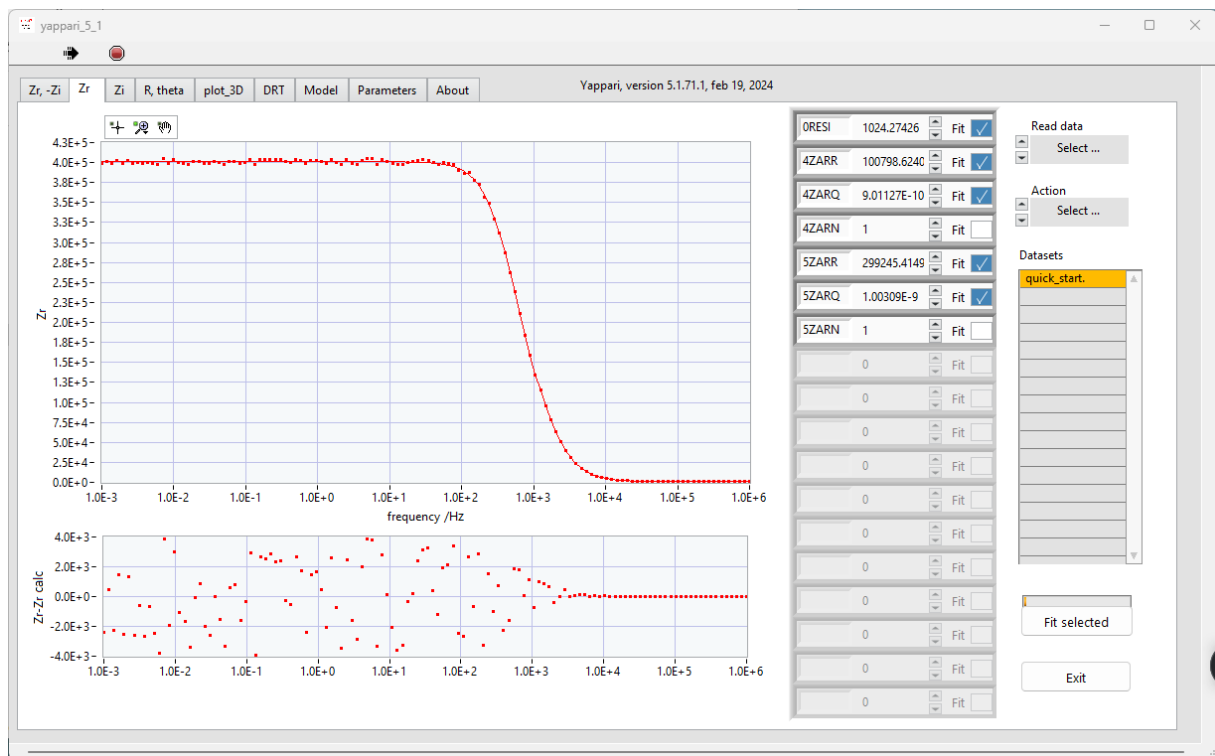 yappari_5_1
Zr, -Zi
Zr
Zi
R, theta
plot_3D
DRT
Model
Parameters
About
Yappari, version 5.1.71.1, feb 19, 2024
4.3E+5
4.0E+5
3.8E+5
3.5E+5
3.3E+5
3.0E+5
2.8E+5
2.5E+5
2.3E+5
2.0E+5
1.8E+5
1.5E+5
1.3E+5
1.0E+5
7.5E+4
5.0E+4
2.5E+4
0.0E+0
Zr
1.0E-3
1.0E-2
1.0E-1
1.0E+0
1.0E+1
1.0E+2
1.0E+3
1.0E+4
1.0E+5
1.0E+6
frequency /Hz
4.0E+3
2.0E+3
0.0E+0
-2.0E+3
-4.0E+3
Zr-Zr calc
1.0E-3
1.0E-2
1.0E-1
1.0E+0
1.0E+1
1.0E+2
1.0E+3
1.0E+4
1.0E+5
1.0E+6
0RESI 1024.27426 Fit
4ZARR 100798.6240 Fit
4ZARQ 9.01127E-10 Fit
4ZARN 1 Fit
5ZARR 299245.4149 Fit
5ZARQ 1.00309E-9 Fit
5ZARN 1 Fit
0 Fit
0 Fit
0 Fit
0 Fit
0 Fit
0 Fit
0 Fit
0 Fit
0 Fit
0 Fit
0 Fit
Read data
Select ...
Action
Select ...
Datasets
quick_start.
Fit selected
Exit